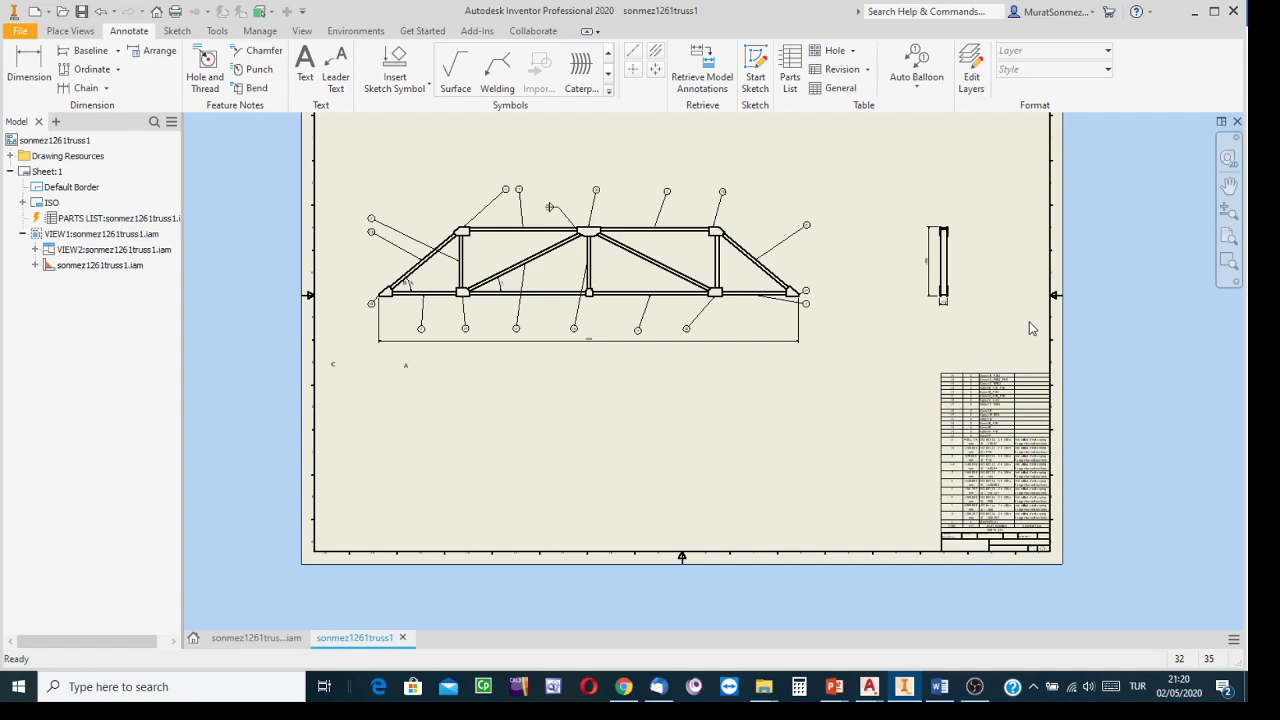 Autodesk Inventor Professional 2020 sonmez1261truss1
Search Help & Commands... MuratSonmez...
File Place Views Annotate Sketch Tools Manage View Environments Get Started Add-Ins Collaborate
Dimension
Baseline
Arrange
Ordinate
Chain
Dimension
Hole and
Thread
Chamfer
Punch
Bend
Feature Notes
Text
Leader
Text
Text
Insert
Sketch Symbol
Surface
Welding
Impor...
Caterp...
Symbols
Retrieve Model
Annotations
Retrieve
Start
Sketch
Sketch
Parts
List
Hole
Revision
General
Table
Auto Balloon
Edit
Layers
Layer
Style
Format
Model
sonmez1261truss1
Drawing Resources
Sheet:1
Default Border
ISO
PARTS LIST:sonmez1261truss1.i
VIEW1:sonmez1261truss1.iam
VIEW2:sonmez1261truss1.iam
sonmez1261truss1.iam
C A
sonmez1261trus...iam sonmez1261truss1
Ready 32 35
Type here to search
TUR
21:20
02/05/2020
2